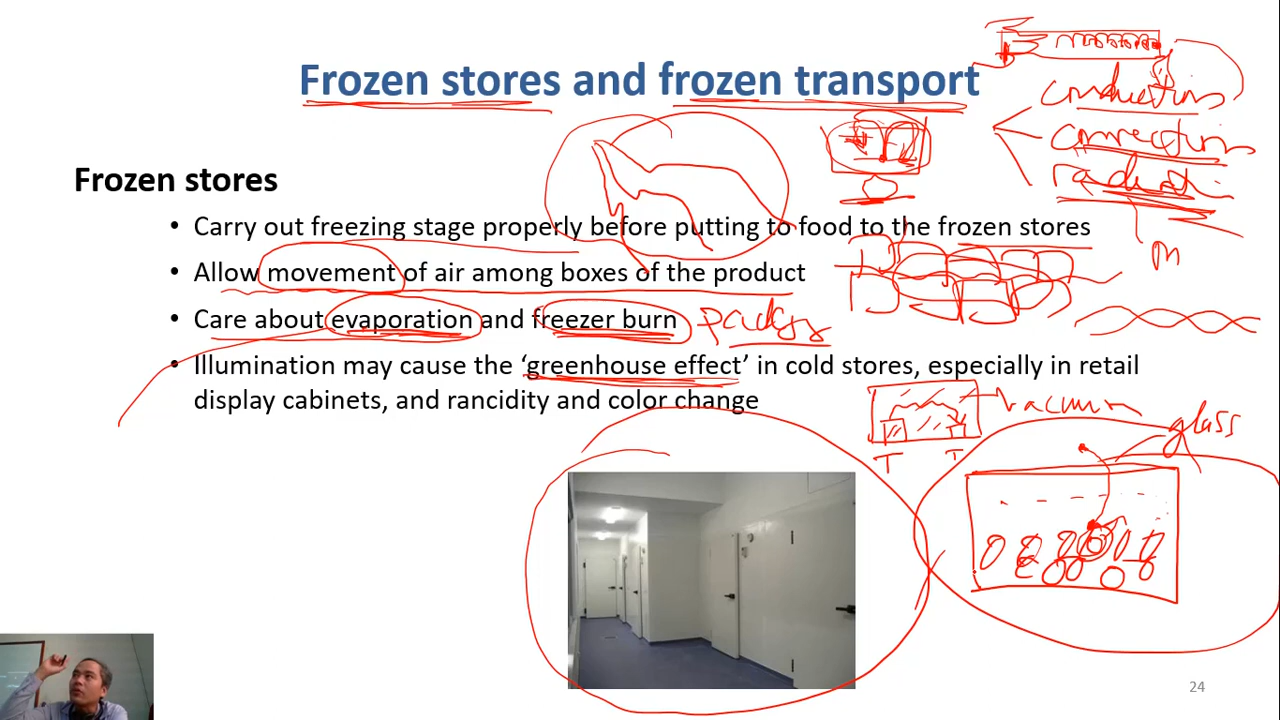 Frozen stores and frozen transport
conduction
convection
radiation
Frozen stores
• Carry out freezing stage properly before putting to food to the frozen stores
• Allow movement of air among boxes of the product
• Care about evaporation and freezer burn
• Illumination may cause the ‘greenhouse effect’ in cold stores, especially in retail
display cabinets, and rancidity and color change
vacuum
glass
T T
24